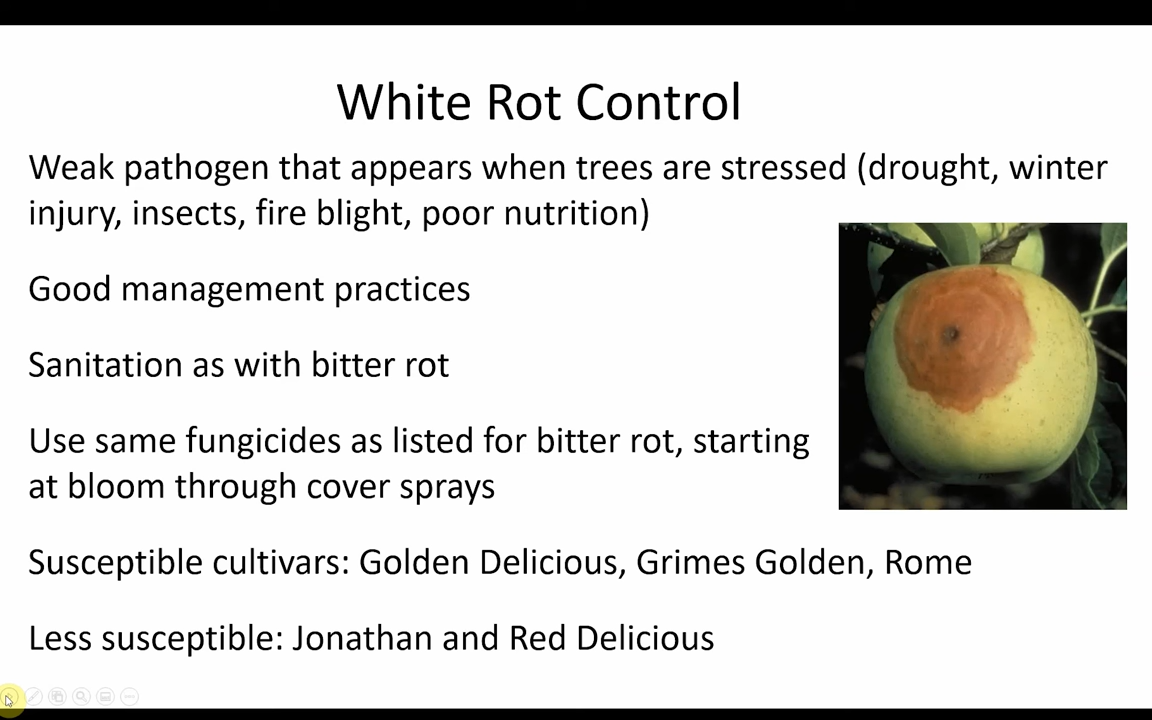 White Rot Control
Weak pathogen that appears when trees are stressed (drought, winter
injury, insects, fire blight, poor nutrition)
Good management practices
Sanitation as with bitter rot
Use same fungicides as listed for bitter rot, starting
at bloom through cover sprays
Susceptible cultivars: Golden Delicious, Grimes Golden, Rome
Less susceptible: Jonathan and Red Delicious